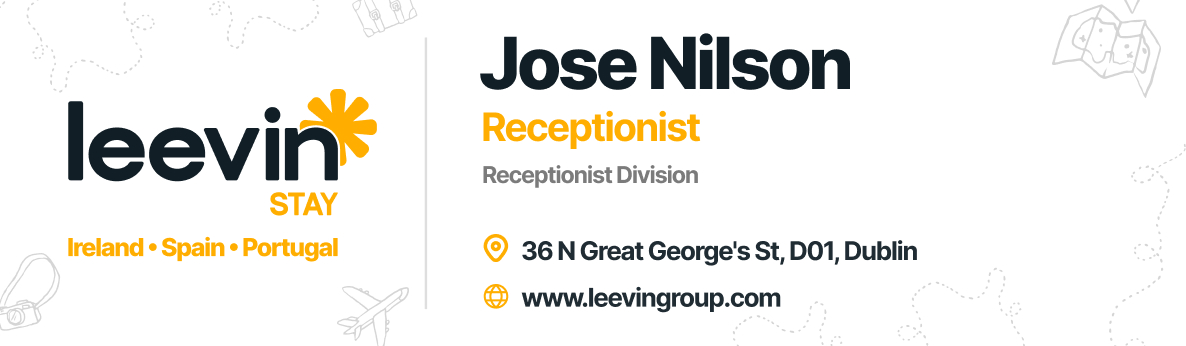 leevin
STAY
Ireland • Spain • Portugal
Jose Nilson
Receptionist
Receptionist Division
36 N Great George's St, D01, Dublin
www.leevingroup.com